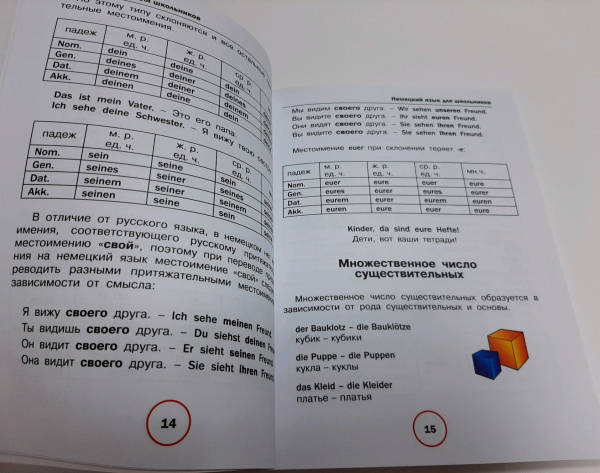 школьников
по этому типу склоняются и все
тельные местоимения.
падеж м. р. ед. ч. ж. р. ед. ч. ср. р.
Nom. dein deine dein
Gen. deines deiner deines
Dat. deinem deiner deinem
Akk. deinen deine dein
Das ist mein Vater. – Это его папа
Ich sehe deine Schwester. – Я вижу твою
падеж м. р. ед. ч. ж. р. ед. ч. ср. р. ед. ч.
Nom. sein seine sein
Gen. seines seiner seines
Dat. seinem seiner seinem
Akk. seinen seine sein
В отличие от русского языка, в немецком не
имения, соответствующего русскому
местоимению «свой», поэтому при переводе
ния на немецкий язык местоимение «свой»
реводить разными притяжательными
зависимости от смысла:
Я вижу своего друга. – Ich sehe meinen Freund.
Ты видишь своего друга. – Du siehst deinen
Он видит своего друга. – Er sieht seinen Freund.
Она видит своего друга. – Sie sieht Ihren Freund.
14
Немецкий язык для школьников
Мы видим своего друга. – Wir sehen unseren Freund.
Вы видите своего друга. – Ihr sieht euren Freund.
Они видят своего друга. – Sie sehen Ihren Freund.
Вы видите своего друга. – Sie sehen Ihren Freund.
Местоимение euer при склонении теряет -e:
падеж м. р. ед. ч. ж. р. ед. ч. ср. р. ед. ч. мн.ч.
Nom. euer eure euer eure
Gen. eures eurer eures eurer
Dat. eurem eurer eurem euren
Akk. euren eure euer eure
Kinder, da sind eure Hefte!
Дети, вот ваши тетради!
Множественное число
существительных
Множественное число существительных образуется в
зависимости от рода существительного и основы.
der Bauklotz – die Bauklötze
кубик – кубики
die Puppe – die Puppen
кукла – куклы
das Kleid – die Kleider
платье – платья
15